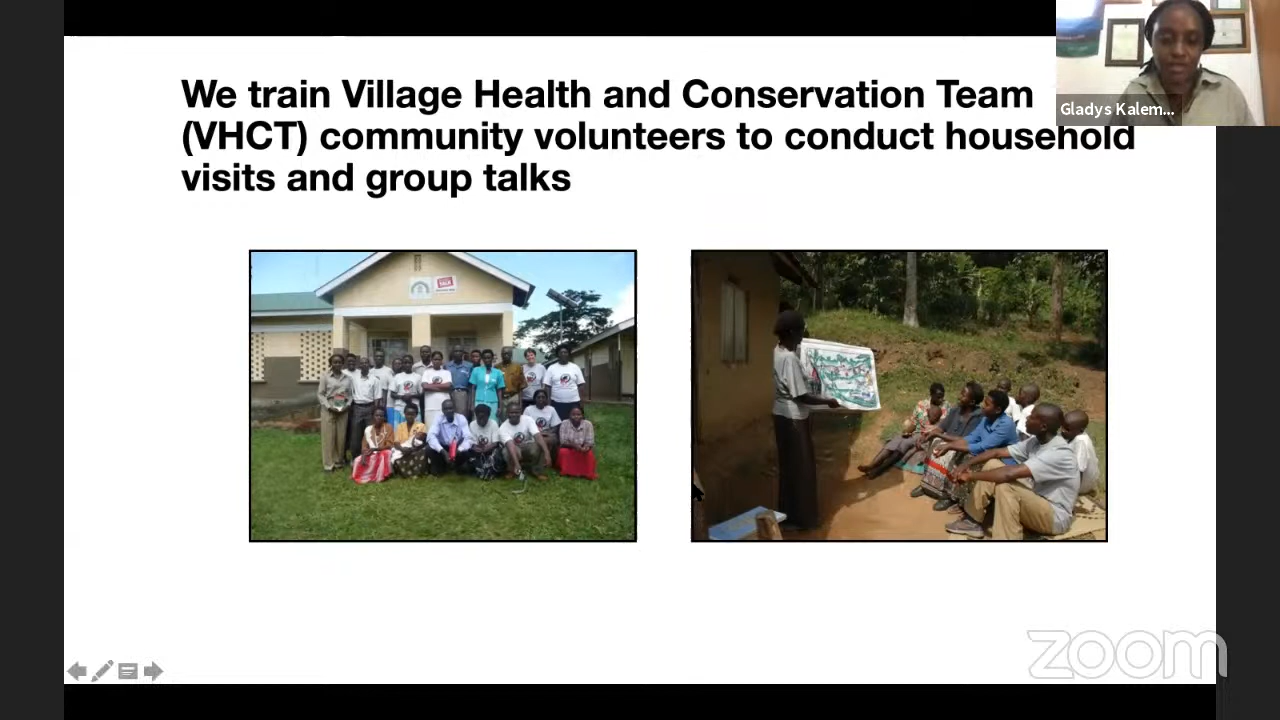 We train Village Health and Conservation Team
(VHCT) community volunteers to conduct household
visits and group talks
Gladys Kalem...
zoom